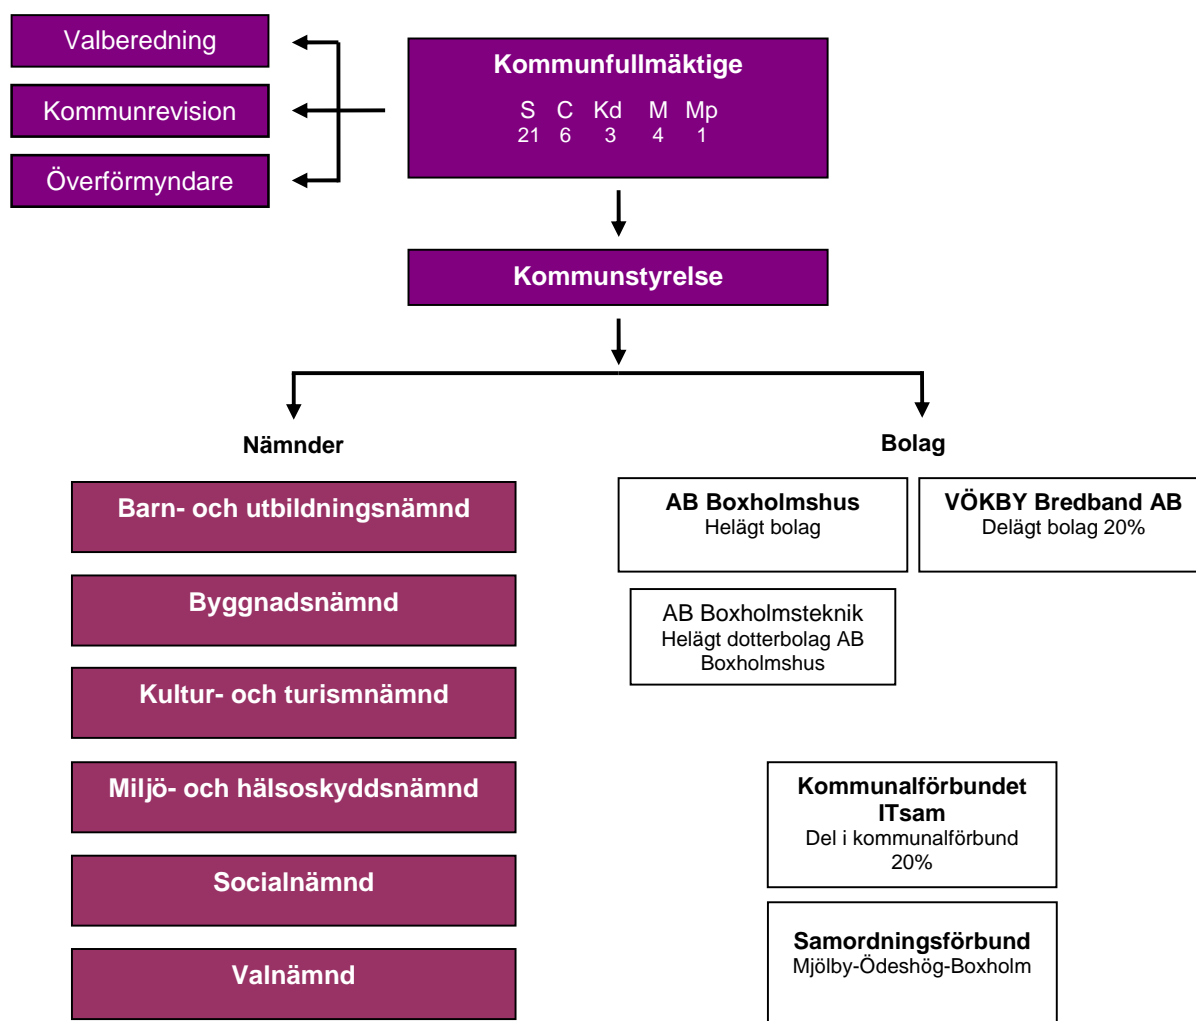 Valberedning
Kommunrevision
Överförmyndare
Kommunfullmäktige
S C Kd M Mp
21 6 3 4 1
Kommunstyrelse
Nämnder
Barn- och utbildningsnämnd
Byggnadsnämnd
Kultur- och turismnämnd
Miljö- och hälsoskyddsnämnd
Socialnämnd
Valnämnd
Bolag
AB Boxholmshus
Helägt bolag
VÖKBY Bredband AB
Delägt bolag 20%
AB Boxholmsteknik
Helägt dotterbolag AB
Boxholmshus
Kommunalförbundet
ITsam
Del i kommunalförbund
20%
Samordningsförbund
Mjölby-Ödeshög-Boxholm